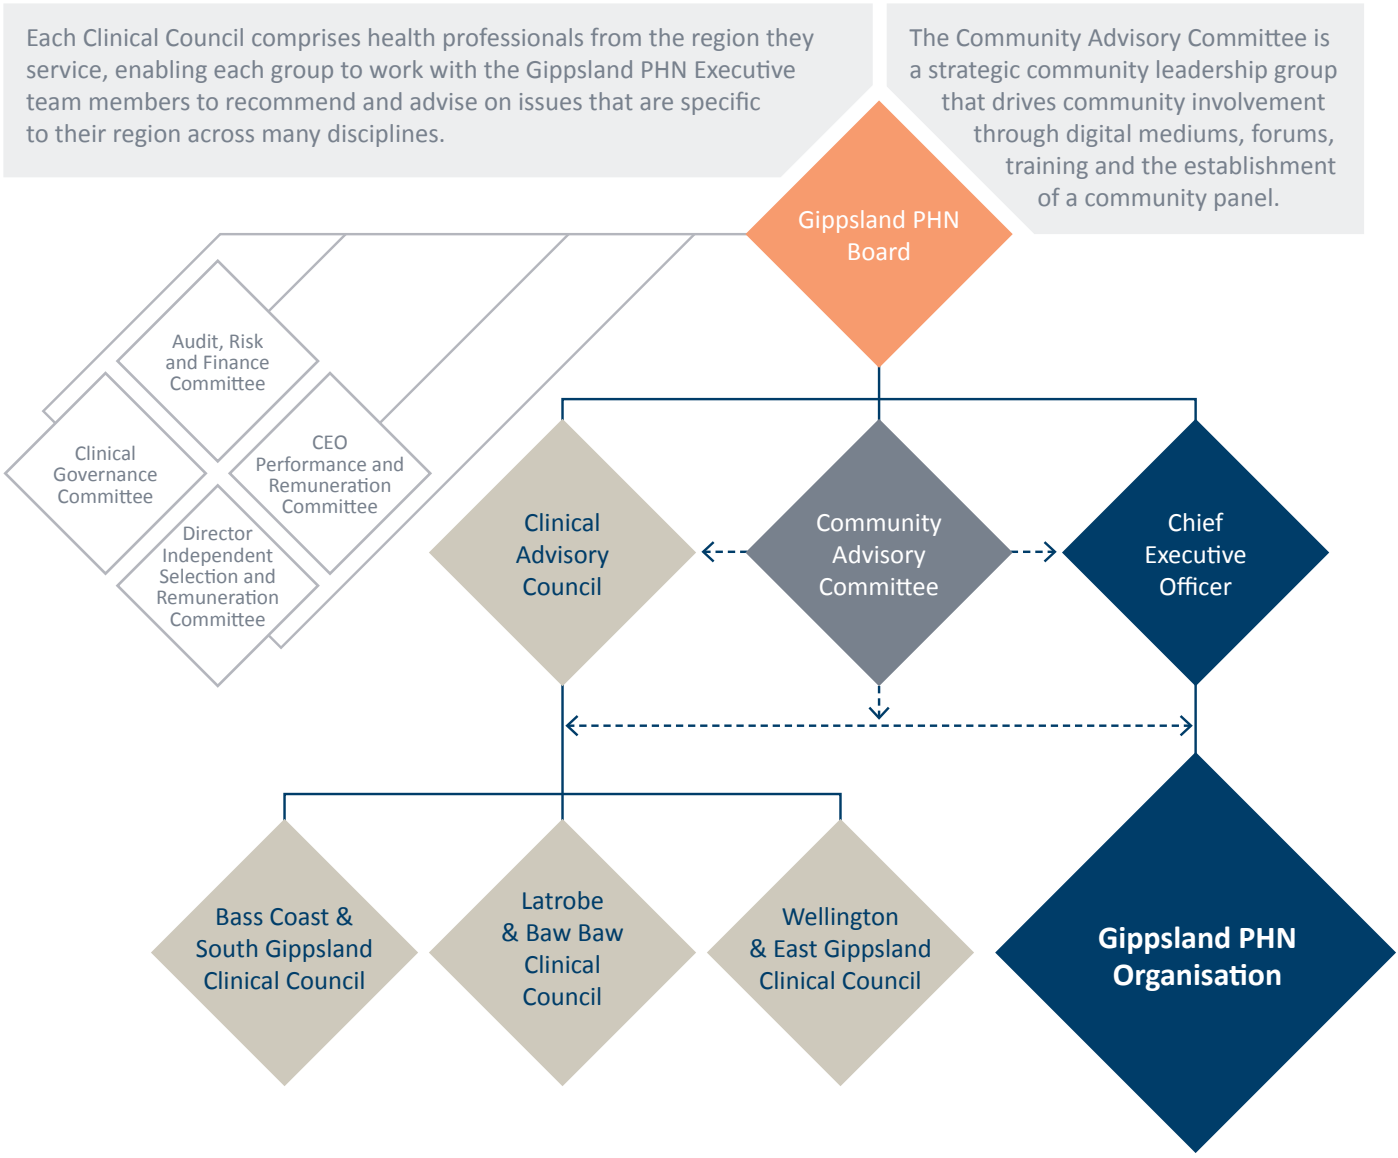 Each Clinical Council comprises health professionals from the region they
service, enabling each group to work with the Gippsland PHN Executive
team members to recommend and advise on issues that are specific
to their region across many disciplines.
The Community Advisory Committee is
a strategic community leadership group
that drives community involvement
through digital mediums, forums,
training and the establishment
of a community panel.
Gippsland PHN
Board
Audit, Risk
and Finance
Committee
Clinical
Governance
Committee
CEO
Performance and
Remuneration
Committee
Director
Independent
Selection and
Remuneration
Committee
Clinical
Advisory
Council
Community
Advisory
Committee
Chief
Executive
Officer
Bass Coast &
South Gippsland
Clinical Council
Latrobe
& Baw Baw
Clinical
Council
Wellington
& East Gippsland
Clinical Council
Gippsland PHN
Organisation